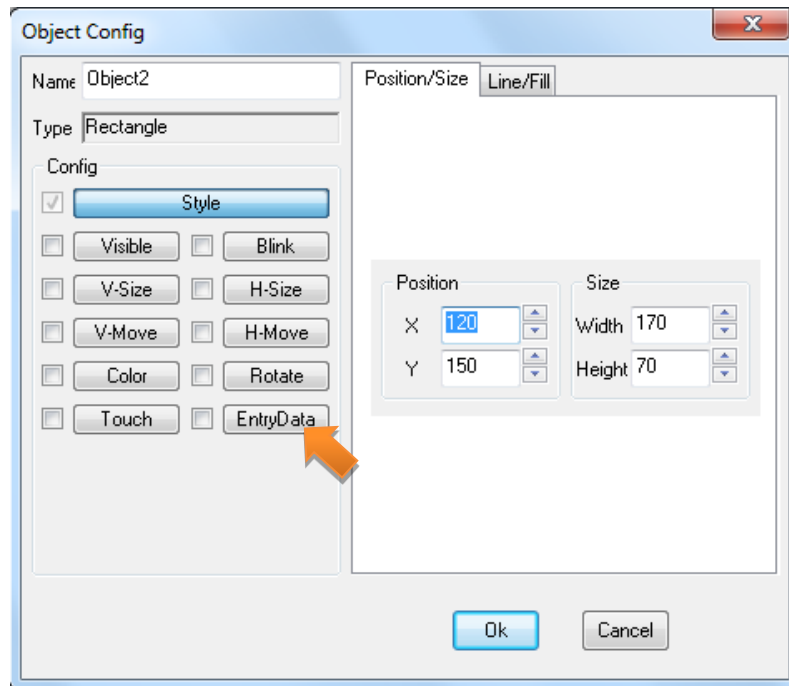 Object Config
Name Object2
Type Rectangle
Config
Style
Visible Blink
V-Size H-Size
V-Move H-Move
Color Rotate
Touch EntryData
Position/Size Line/Fill
Position Size
X 120 Width 170
Y 150 Height 70
Ok Cancel